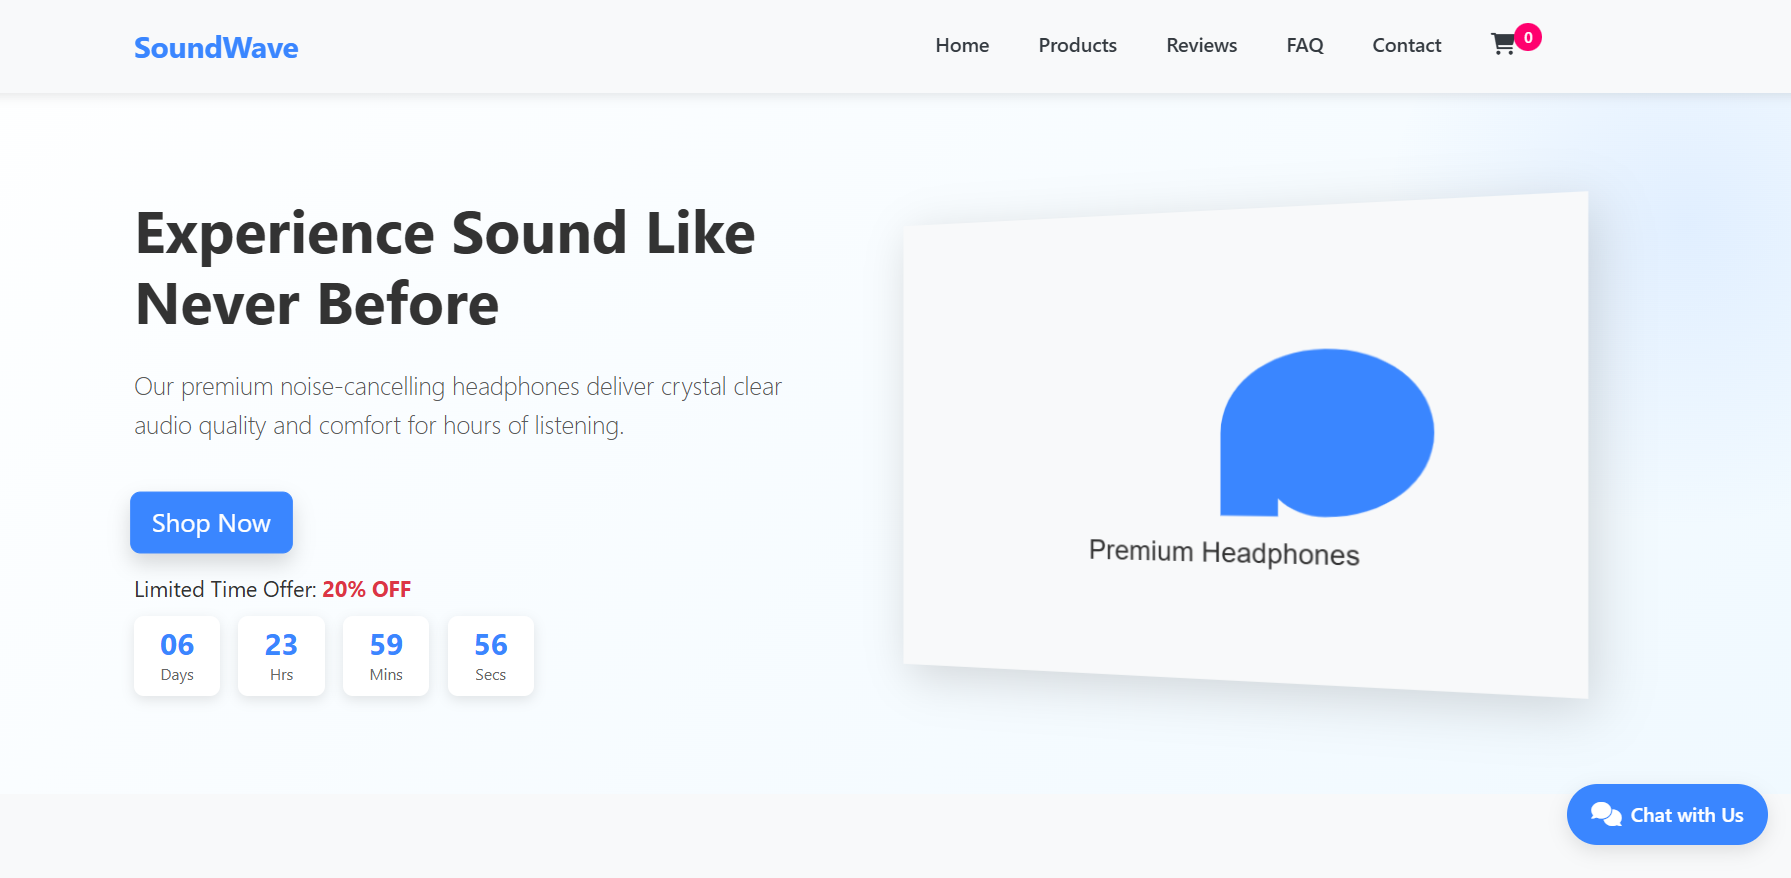 SoundWave
Home Products Reviews FAQ Contact 0
Experience Sound Like
Never Before
Our premium noise-cancelling headphones deliver crystal clear
audio quality and comfort for hours of listening.
Shop Now
Limited Time Offer: 20% OFF
06 23 59 56
Days Hrs Mins Secs
Premium Headphones
Chat with Us